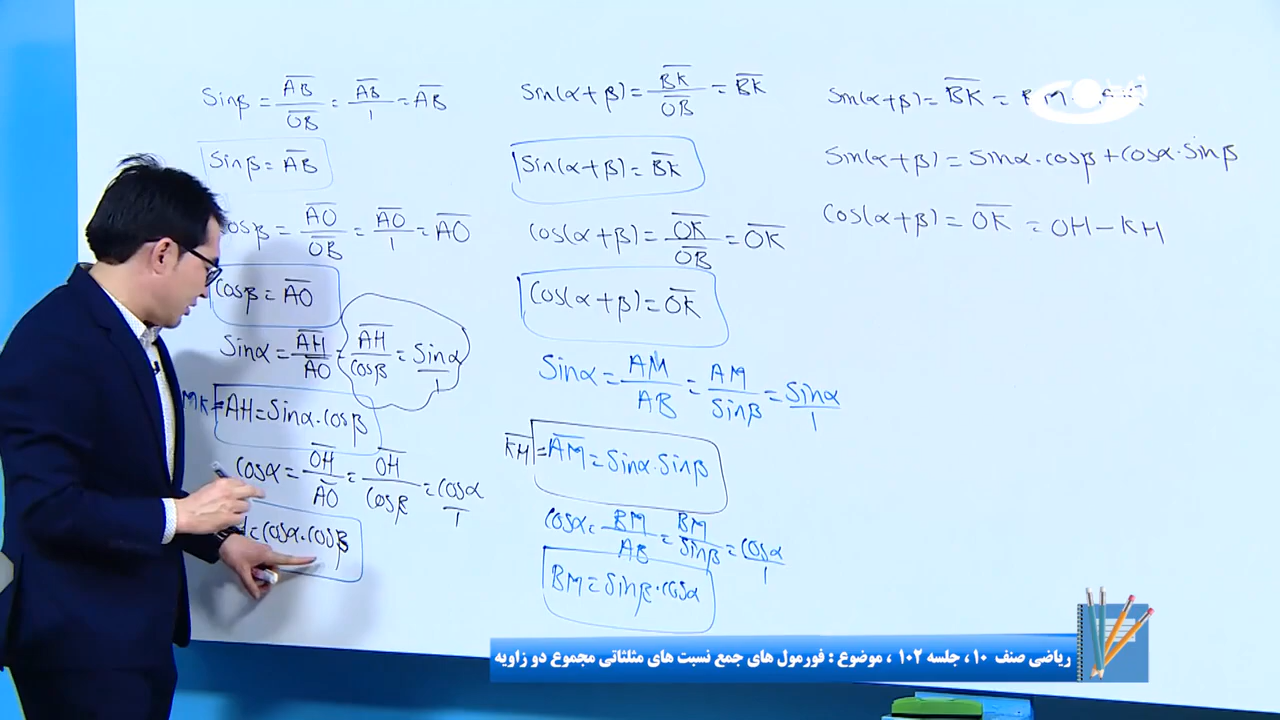 Sinβ = AB/OB = AB/1 = AB
Sinβ = AB
Cosβ = AO/OB = AO/1 = AO
Cosβ = AO
Sinα = AH/AO = AH/Cosβ = Sinα/1
MK = AH = Sinα·Cosβ
Cosα = OH/AO = OH/Cosβ = Cosα/1
= Cosα·Cosβ
Sin(α+β) = BK/OB = BK
Sin(α+β) = BK
Cos(α+β) = OK/OB = OK
Cos(α+β) = OK
Sinα = AM/AB = AM/Sinβ = Sinα/1
KH = AM = Sinα·Sinβ
Cosα = BM/AB = BM/Sinβ = Cosα/1
BM = Sinβ·Cosα
Sin(α+β) = BK =
Sin(α+β) = Sinα·Cosβ + Cosα·Sinβ
Cos(α+β) = OK = OH − KH
ریاضی صنف ۱۰، جلسه ۱۰۲ ، موضوع : فورمول های جمع نسبت های مثلثاتی مجموع دو زاویه